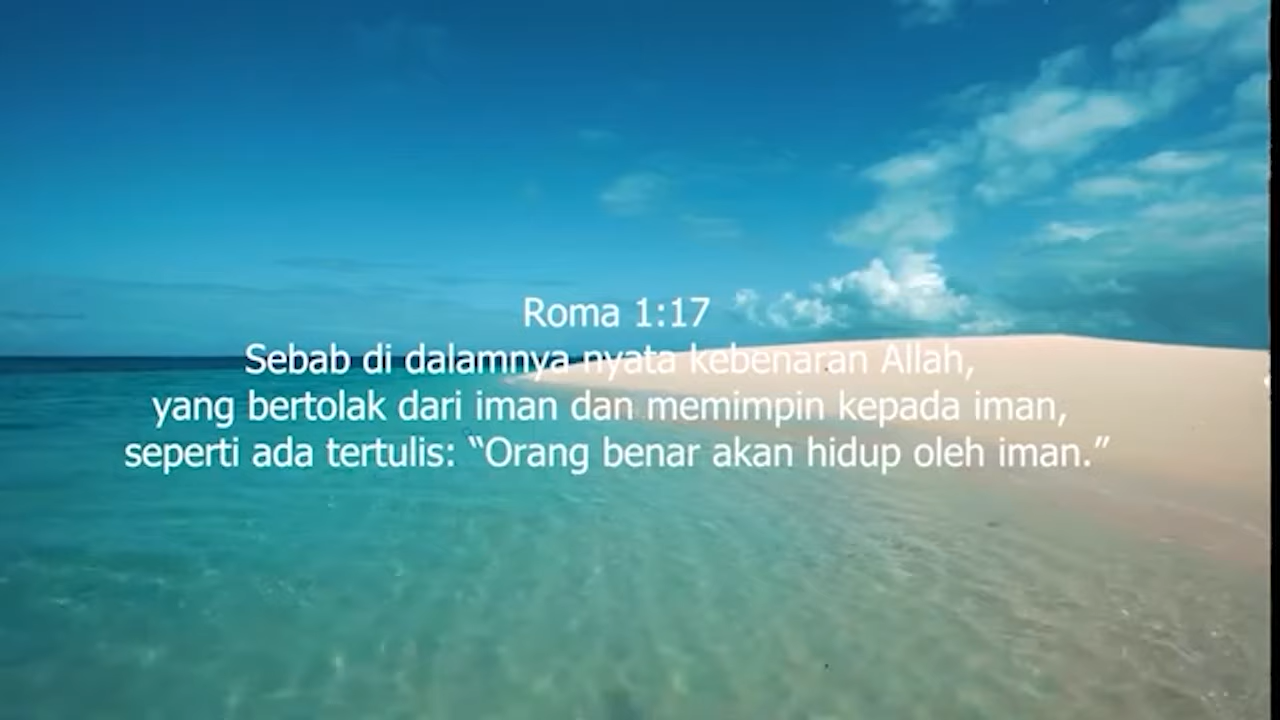 Roma 1:17
Sebab di dalamnya nyata kebenaran Allah,
yang bertolak dari iman dan memimpin kepada iman,
seperti ada tertulis: “Orang benar akan hidup oleh iman.”